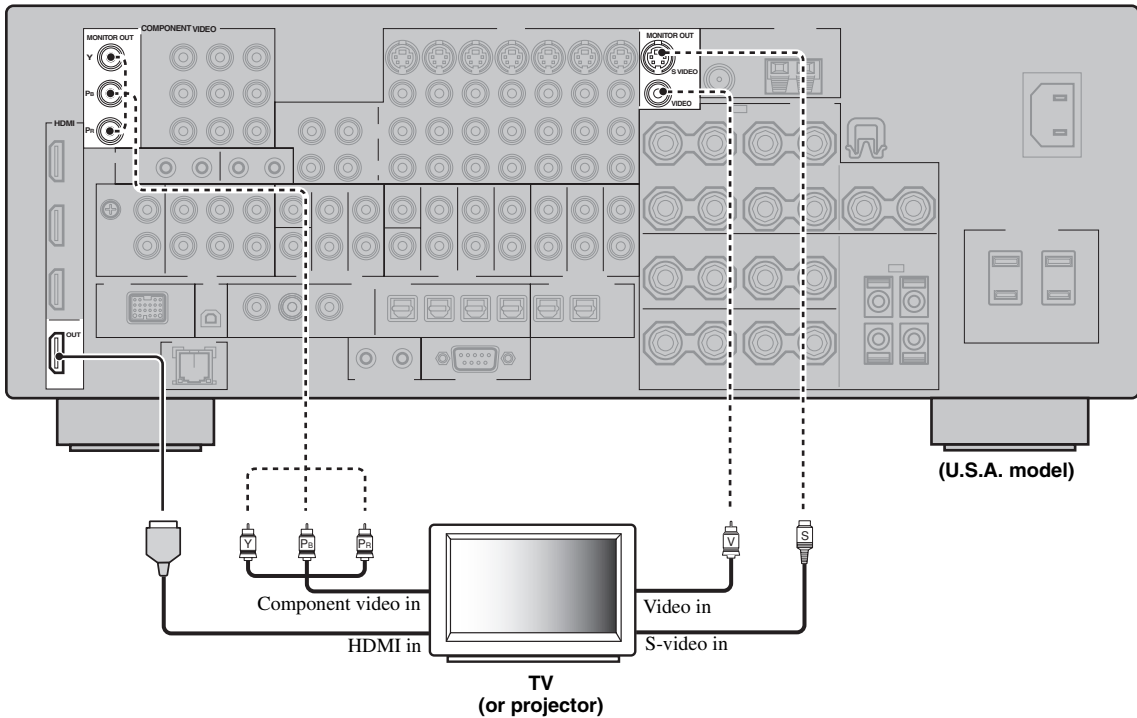 COMPONENT VIDEO
MONITOR OUT
Y
PB
PR
HDMI
OUT
MONITOR OUT
S VIDEO
VIDEO
(U.S.A. model)
Y
PB
PR
V
S
Component video in
Video in
HDMI in
S-video in
TV
(or projector)